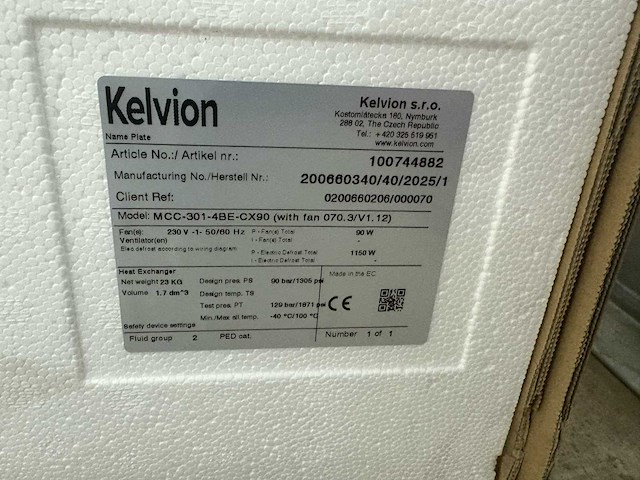 Kelvion
Kelvion s.r.o.
Kostomlátecká 180, Nymburk
288 02, The Czech Republic
Tel.: +420 325 519 951
www.kelvion.com
Name Plate
Article No.:/ Artikel nr.: 100744882
Manufacturing No./Herstell Nr.: 200660340/40/2025/1
Client Ref: 0200660206/000070
Model: MCC-301-4BE-CX90 (with fan 070.3/V1.12)
Fan(s): 230 V -1- 50/60 Hz P - Fan(s) Total 90 W
Ventilator(en) I - Fan(s) Total -
Elec defrost according to wiring diagram P - Electric Defrost Total 1150 W
I - Electric Defrost Total -
Heat Exchanger Made in the EC
Net weight 23 KG Design pres. PS 90 bar/1305 psi
Volume 1.7 dm^3 Design temp. TS
Test pres. PT 129 bar/1871 psi
CE
Min./Max all.temp. -40 °C/100 °C
Safety device settings
Fluid group 2 PED cat. Number 1 of 1